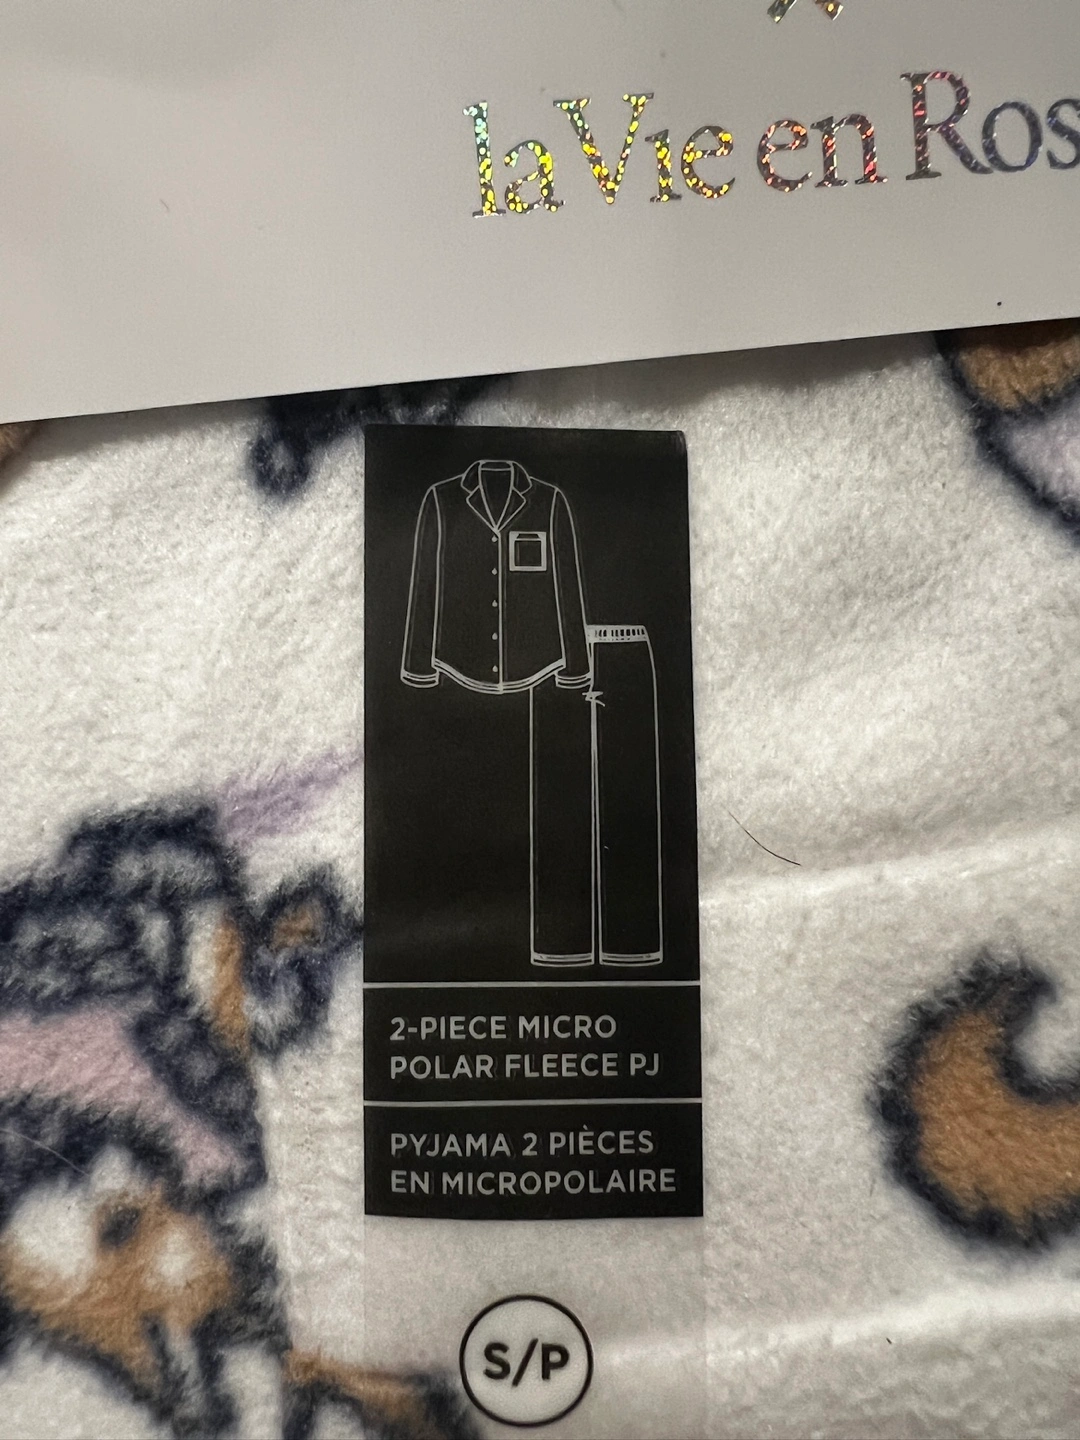 la Vie en Ros
2-PIECE MICRO
POLAR FLEECE PJ
PYJAMA 2 PIÈCES
EN MICROPOLAIRE
S/P